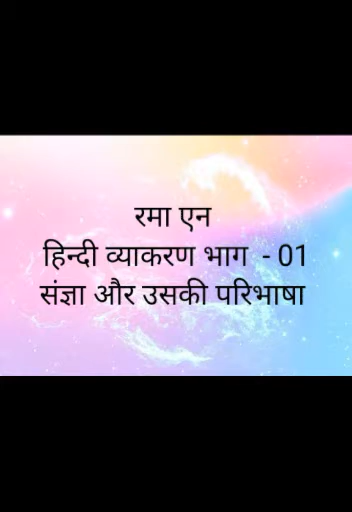 रमा एन
हिन्दी व्याकरण भाग - 01
संज्ञा और उसकी परिभाषा